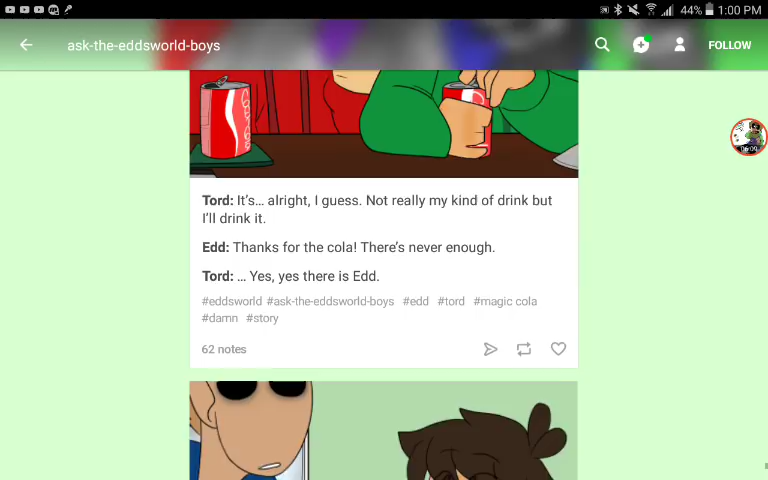 44% 1:00 PM
ask-the-eddsworld-boys
FOLLOW
06:09
Tord: It's... alright, I guess. Not really my kind of drink but
I'll drink it.
Edd: Thanks for the cola! There's never enough.
Tord: ... Yes, yes there is Edd.
#eddsworld #ask-the-eddsworld-boys #edd #tord #magic cola
#damn #story
62 notes